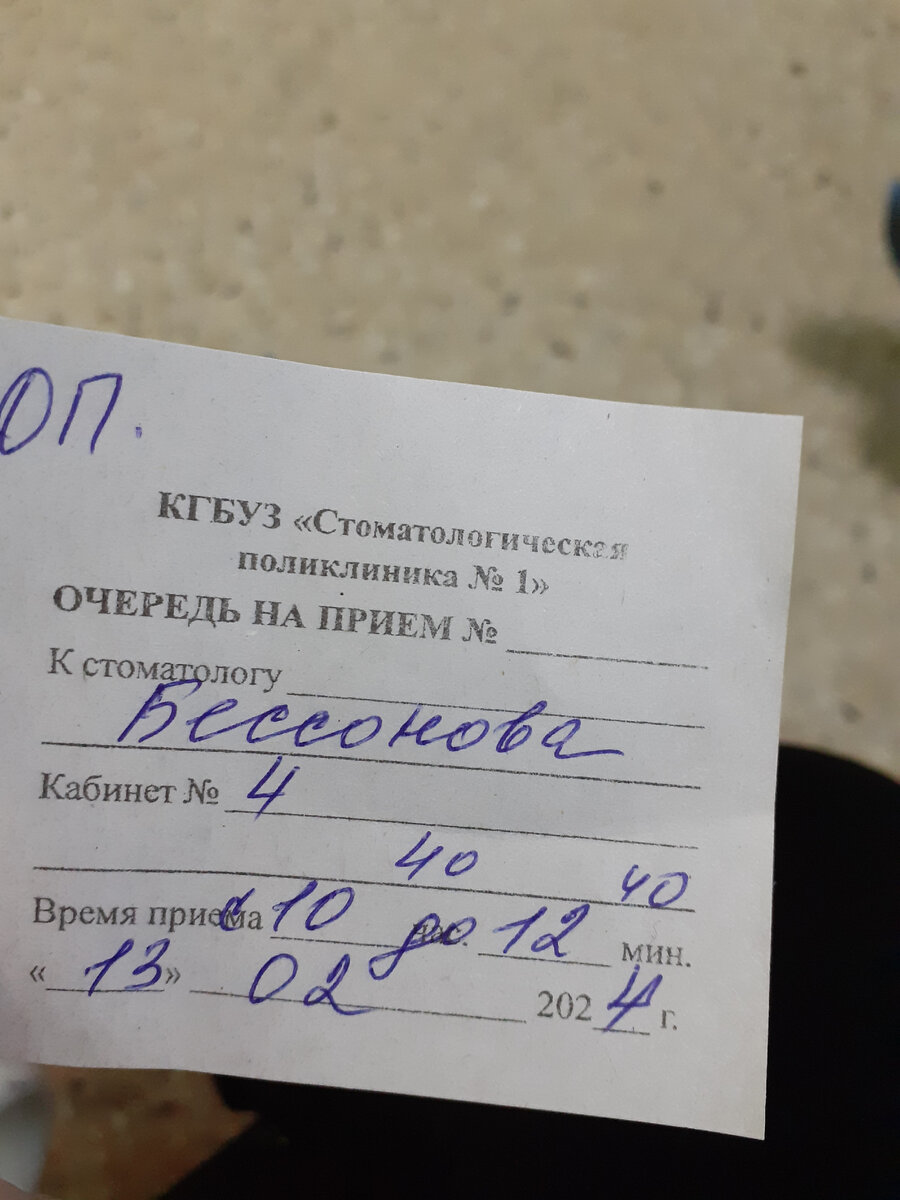 ОП.
КГБУЗ «Стоматологическая
поликлиника № 1»
ОЧЕРЕДЬ НА ПРИЕМ №
К стоматологу
Бессонова
Кабинет № 4
40 40
Время приема с 10 час. до 12 мин.
« 13 » 02 2024 г.